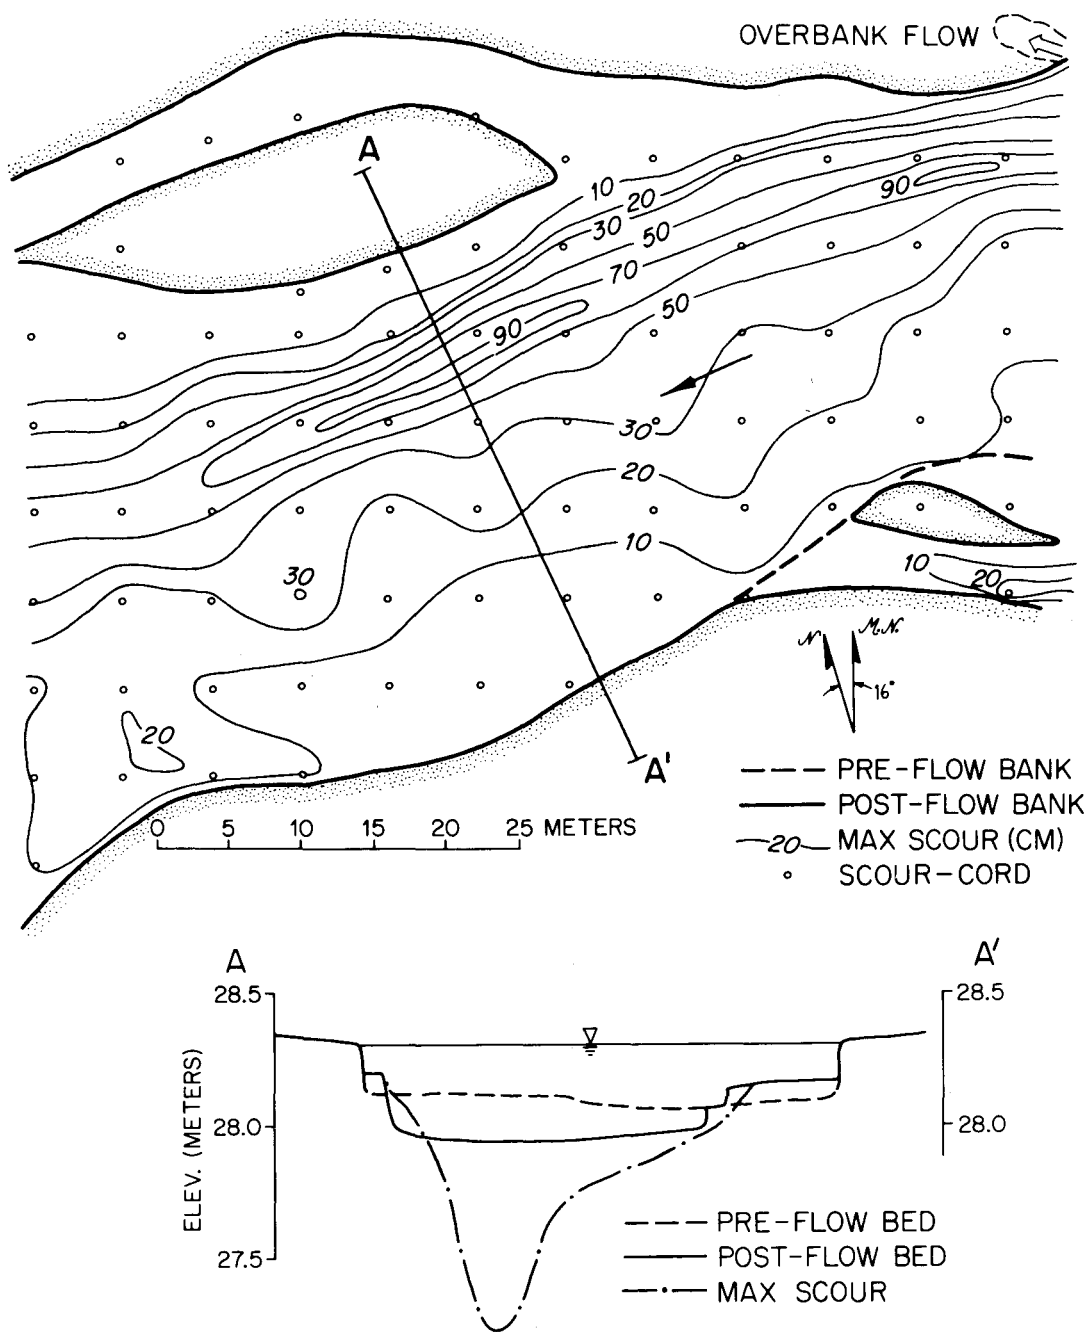 OVERBANK FLOW
A
10
20
30
50
70
90
90
50
30
20
10
30
20
10
20
N M.N.
16°
A'
PRE-FLOW BANK
POST-FLOW BANK
20 MAX SCOUR (CM)
SCOUR-CORD
0 5 10 15 20 25 METERS
A A'
28.5 28.5
28.0 28.0
27.5
ELEV. (METERS)
PRE-FLOW BED
POST-FLOW BED
MAX SCOUR